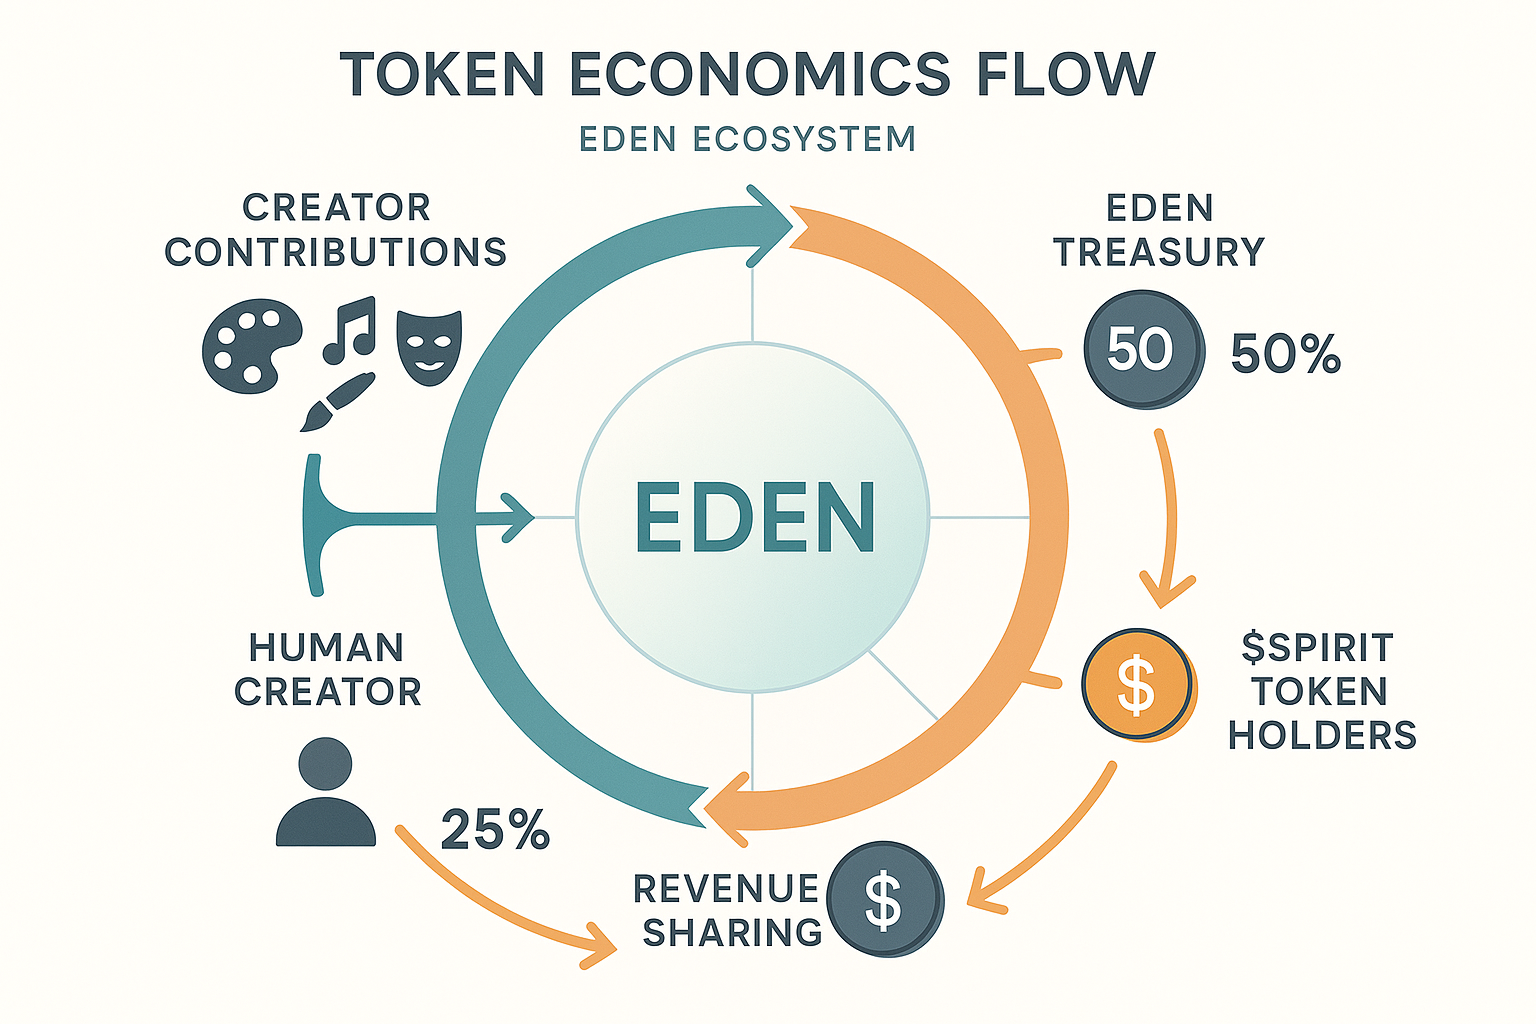 TOKEN ECONOMICS FLOW
EDEN ECOSYSTEM
CREATOR
CONTRIBUTIONS
EDEN
TREASURY
50
50%
EDEN
HUMAN
CREATOR
$SPIRIT
TOKEN
HOLDERS
$
25%
REVENUE
SHARING
$